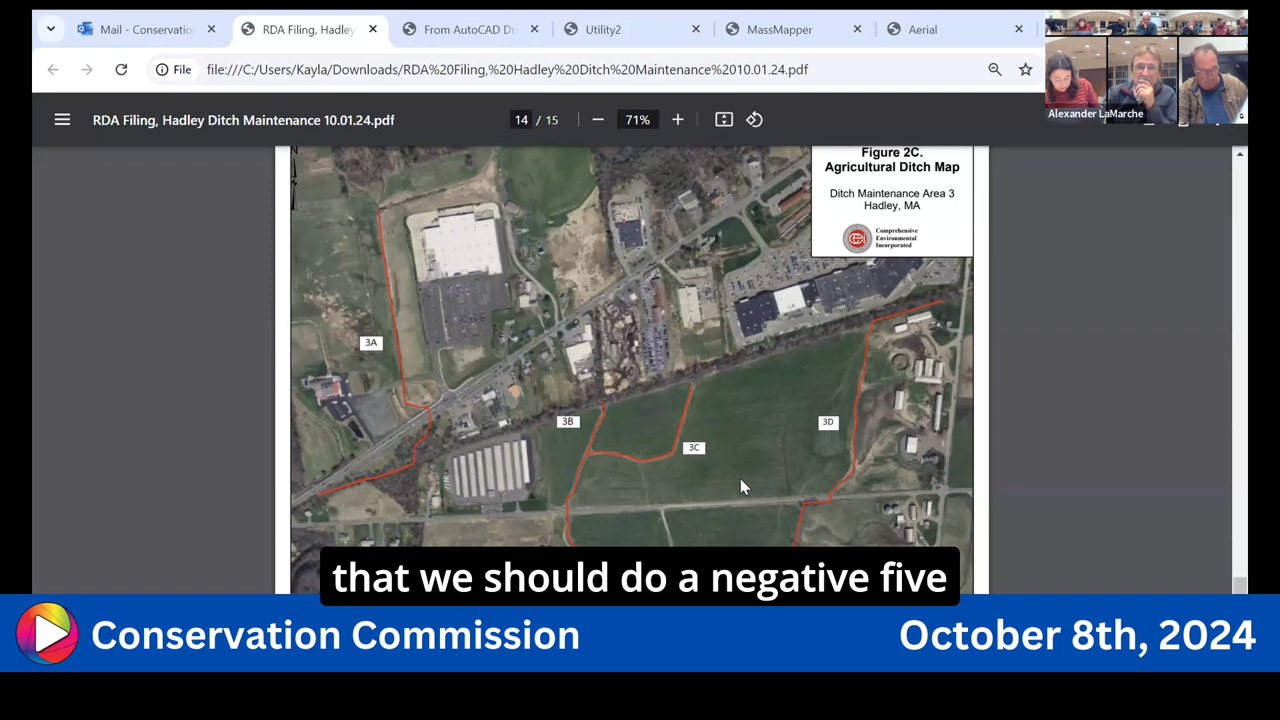 Mail - Conservatio
RDA Filing, Hadley
From AutoCAD Dr
Utility2
MassMapper
Aerial
File
file:///C:/Users/Kayla/Downloads/RDA%20Filing,%20Hadley%20Ditch%20Maintenance%2010.01.24.pdf
Alexander LaMarche
RDA Filing, Hadley Ditch Maintenance 10.01.24.pdf
14 / 15
71%
N
Figure 2C.
Agricultural Ditch Map
Ditch Maintenance Area 3
Hadley, MA
Comprehensive
Environmental
Incorporated
3A
3B
3C
3D
that we should do a negative five
Conservation Commission
October 8th, 2024